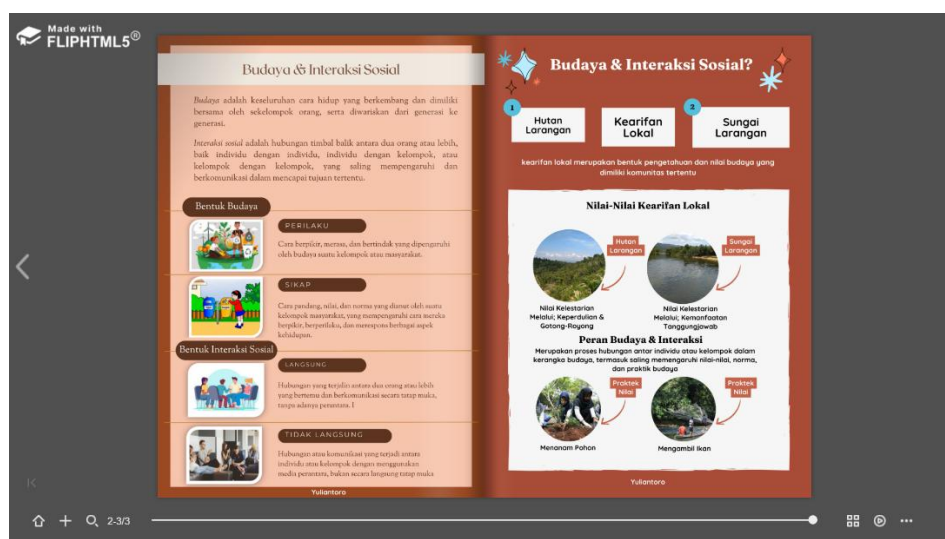 Made with
FLIPHTML5®
Budaya & Interaksi Sosial
Budaya adalah keseluruhan cara hidup yang berkembang dan dimiliki
bersama oleh sekelompok orang, serta diwariskan dari generasi ke
generasi.
Interaksi sosial adalah hubungan timbal balik antara dua orang atau lebih,
baik individu dengan individu, individu dengan kelompok, atau
kelompok dengan kelompok, yang saling mempengaruhi dan
berkomunikasi dalam mencapai tujuan tertentu.
Bentuk Budaya
PERILAKU
Cara berpikir, merasa, dan bertindak yang dipengaruhi
oleh budaya suatu kelompok atau masyarakat.
SIKAP
Cara pandang, nilai, dan norma yang dianut oleh suatu
kelompok masyarakat, yang mempengaruhi cara mereka
berpikir, berperilaku, dan merespons berbagai aspek
kehidupan.
Bentuk Interaksi Sosial
LANGSUNG
Hubungan yang terjalin antara dua orang atau lebih
yang bertemu dan berkomunikasi secara tatap muka,
tanpa adanya perantara. I
TIDAK LANGSUNG
Hubungan atau komunikasi yang terjadi antara
individu atau kelompok dengan menggunakan
media perantara, bukan secara langsung tatap muka
Yuliantoro
Budaya & Interaksi Sosial?
1
Hutan
Larangan
Kearifan
Lokal
2
Sungai
Larangan
kearifan lokal merupakan bentuk pengetahuan dan nilai budaya yang
dimiliki komunitas tertentu
Nilai-Nilai Kearifan Lokal
Hutan
Larangan
Sungai
Larangan
Nilai Kelestarian
Melalui; Keperdulian &
Gotong-Royong
Nilai Kelestarian
Melalui; Kemanfaatan
Tanggungjawab
Peran Budaya & Interaksi
Merupakan proses hubungan antar individu atau kelompok dalam
kerangka budaya, termasuk saling memengaruhi nilai-nilai, norma,
dan praktik budaya
Praktek
Nilai
Praktek
Nilai
Menanam Pohon
Mengambil Ikan
Yuliantoro
2-3/3